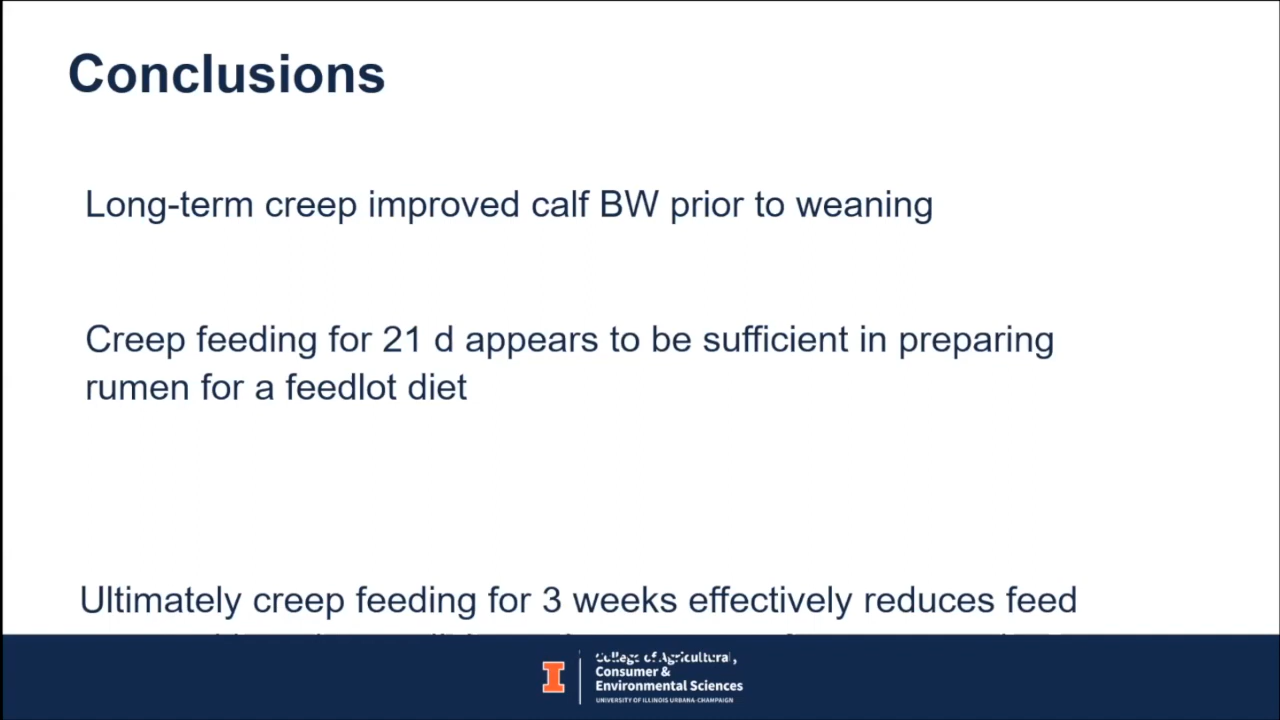 Conclusions
Long-term creep improved calf BW prior to weaning
Creep feeding for 21 d appears to be sufficient in preparing
rumen for a feedlot diet
Ultimately creep feeding for 3 weeks effectively reduces feed
College of Agricultural,
Consumer &
Environmental Sciences
UNIVERSITY OF ILLINOIS URBANA-CHAMPAIGN